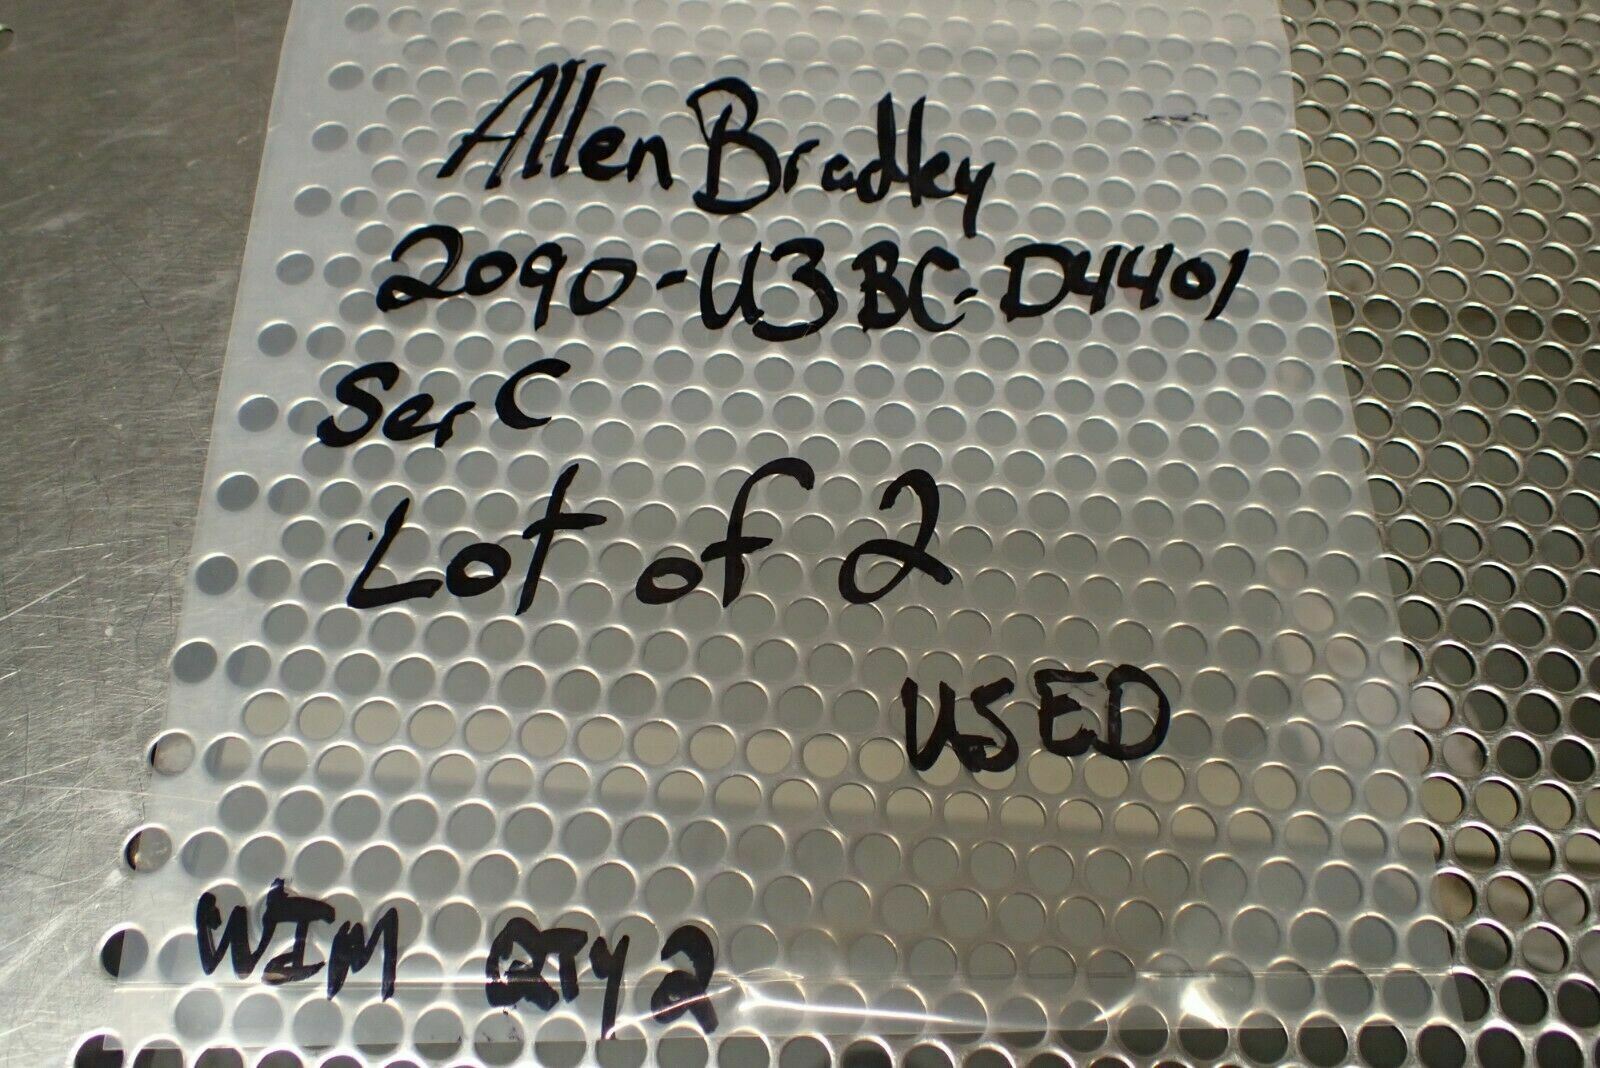 Allen Bradley
2090-U3BC-D4401
Ser C
Lot of 2
USED
WIM QTY 2